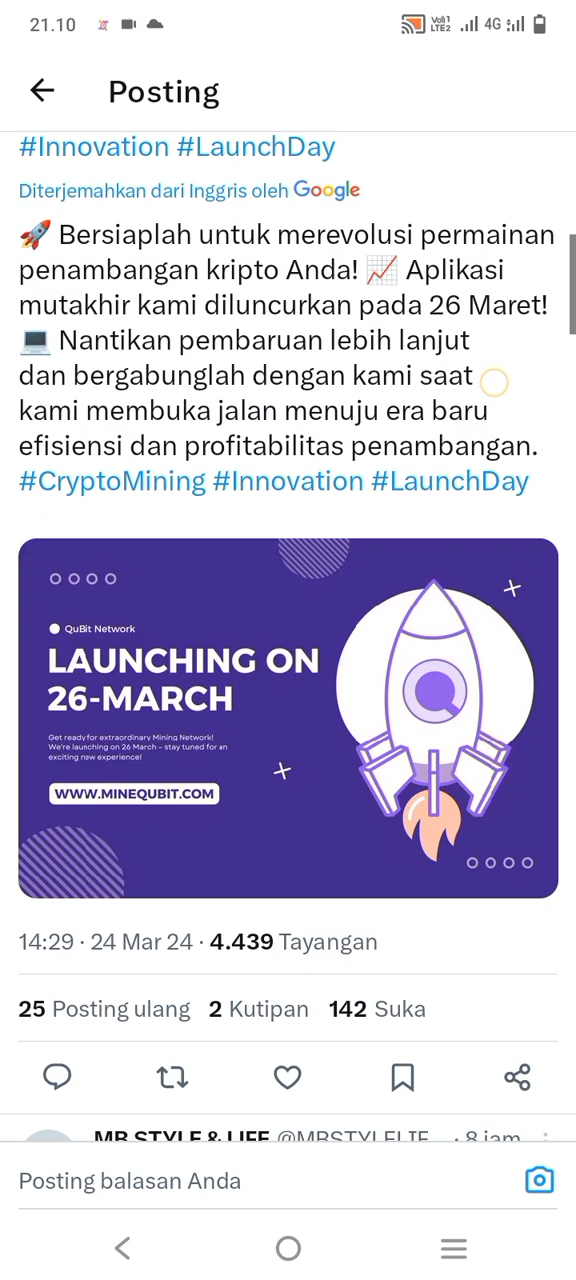 21.10
Vo))1
LTE2
4G
Posting
#Innovation #LaunchDay
Diterjemahkan dari Inggris oleh Google
🚀 Bersiaplah untuk merevolusi permainan
penambangan kripto Anda! 📈 Aplikasi
mutakhir kami diluncurkan pada 26 Maret!
💻 Nantikan pembaruan lebih lanjut
dan bergabunglah dengan kami saat
kami membuka jalan menuju era baru
efisiensi dan profitabilitas penambangan.
#CryptoMining #Innovation #LaunchDay
QuBit Network
LAUNCHING ON
26-MARCH
Get ready for extraordinary Mining Network!
We're launching on 26 March - stay tuned for an
exciting new experience!
WWW.MINEQUBIT.COM
14:29 · 24 Mar 24 · 4.439 Tayangan
25 Posting ulang 2 Kutipan 142 Suka
MR STYLE & LIFE @MRSTYLELIF... · 8 jam
Posting balasan Anda